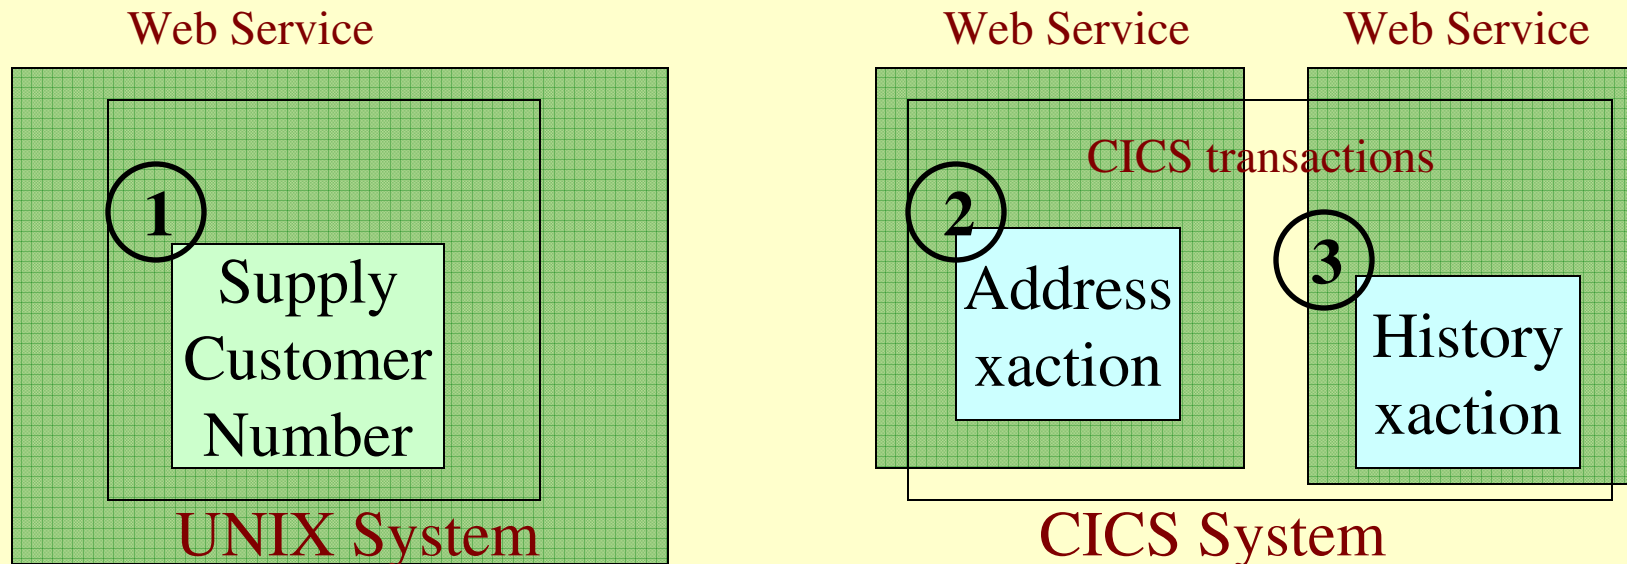 Web Service
1
Supply
Customer
Number
UNIX System
Web Service
Web Service
CICS transactions
2
Address
xaction
3
History
xaction
CICS System